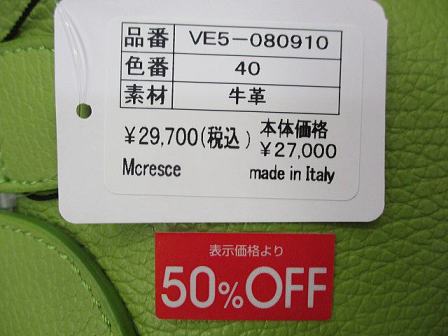 品番 VE5-080910
色番 40
素材 牛革
¥29,700(税込) 本体価格
¥27,000
Mcresce made in Italy
表示価格より
50%OFF